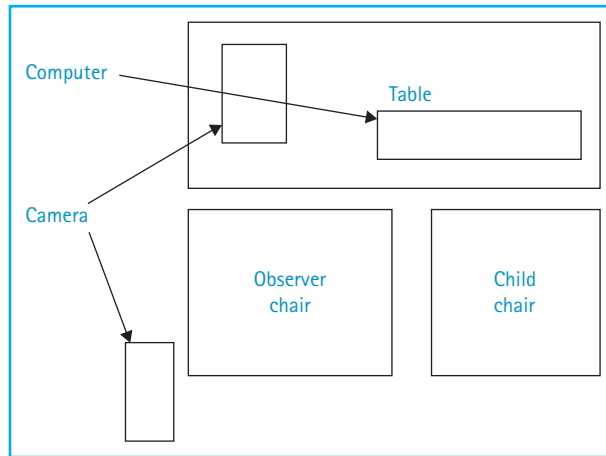 Computer
Table
Camera
Observer
chair
Child
chair